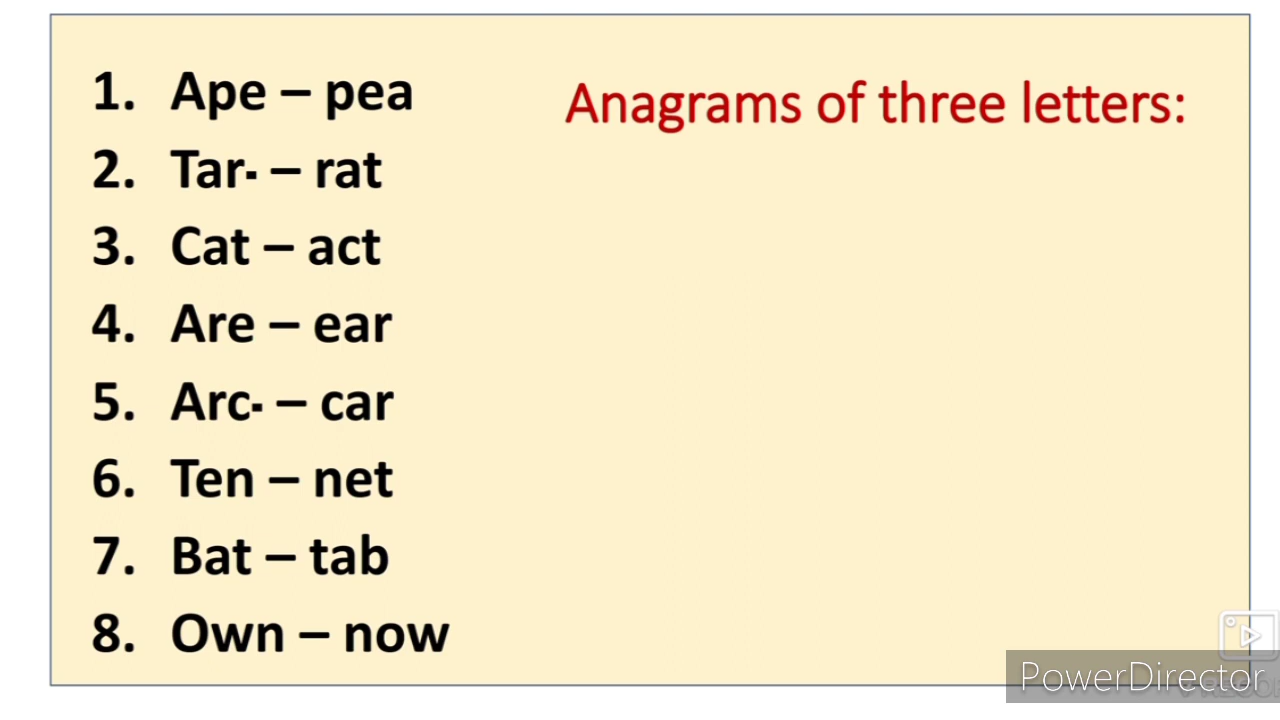 Anagrams of three letters:
1. Ape – pea
2. Tar. – rat
3. Cat – act
4. Are – ear
5. Arc. – car
6. Ten – net
7. Bat – tab
8. Own – now
PowerDirector